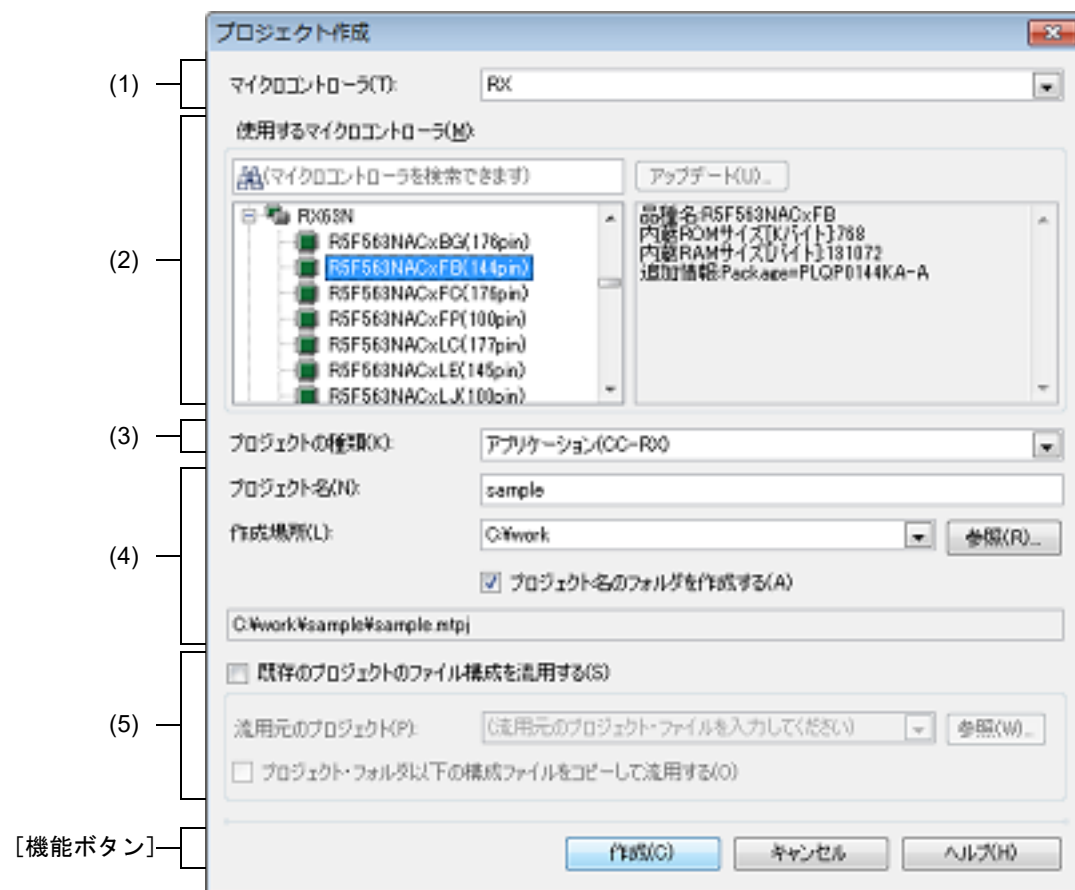 プロジェクト作成
(1)
マイクロコントローラ(T):
RX
使用するマイクロコントローラ(M):
(マイクロコントローラを検索できます)
アップデート(U)...
(2)
RX63N
R5F563NACxBG(176pin)
R5F563NACxFB(144pin)
R5F563NACxFC(176pin)
R5F563NACxFP(100pin)
R5F563NACxLC(177pin)
R5F563NACxLE(145pin)
R5F563NACxLJ(100pin)
品種名:R5F563NACxFB
内蔵ROMサイズ[Kバイト]:768
内蔵RAMサイズ[バイト]:131072
追加情報:Package=PLQP0144KA-A
(3)
プロジェクトの種類(K):
アプリケーション(CC-RX)
(4)
プロジェクト名(N):
sample
作成場所(L):
C:¥work
参照(R)...
プロジェクト名のフォルダを作成する(A)
C:¥work¥sample¥sample.mtpj
(5)
既存のプロジェクトのファイル構成を流用する(S)
流用元のプロジェクト(P):
(流用元のプロジェクト・ファイルを入力してください)
参照(W)...
プロジェクト・フォルダ以下の構成ファイルをコピーして流用する(O)
[機能ボタン]
作成(C)
キャンセル
ヘルプ(H)